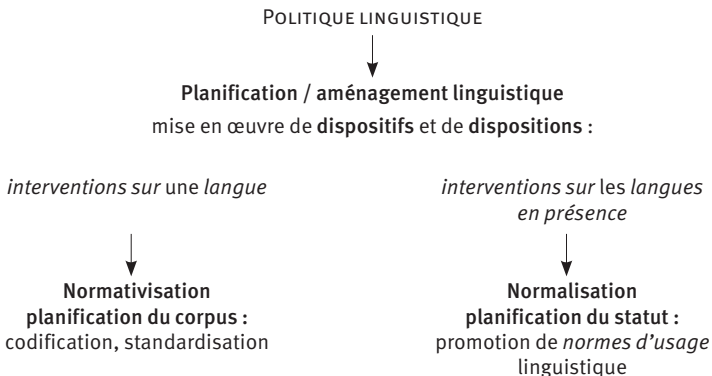 POLITIQUE LINGUISTIQUE
Planification / aménagement linguistique
mise en œuvre de dispositifs et de dispositions :
interventions sur une langue
interventions sur les langues
en présence
Normativisation
planification du corpus :
codification, standardisation
Normalisation
planification du statut :
promotion de normes d'usage
linguistique